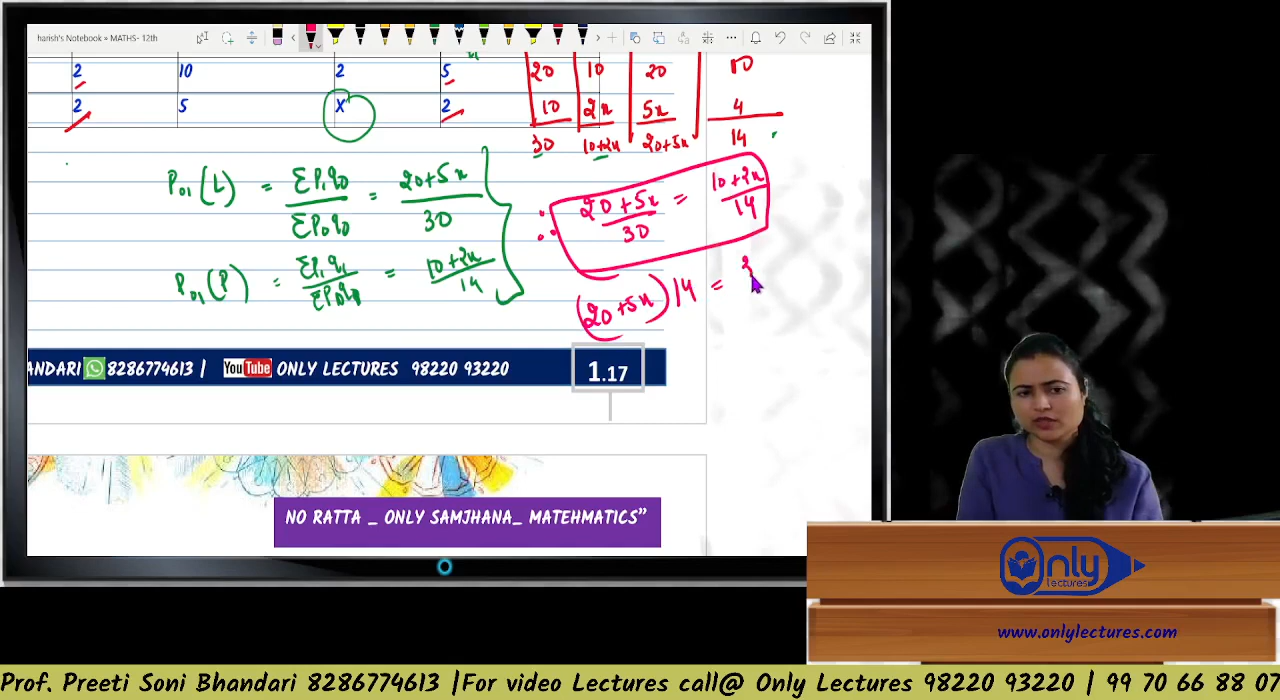 harish's Notebook » MATHS- 12th
2 10 2 5
2 5 X 2
20 10 20 10
10 2x 5x 4
30 10+2x 20+5x 14
P01(L) = ΣP1q0/ΣP0q0 = 20+5x/30
P01(P) = ΣP1q1/ΣP0q0 = 10+2x/14
∴ 20+5x/30 = 10+2x/14
(20+5x)14 =
ANDARI 8286774613 | YouTube ONLY LECTURES 98220 93220
1.17
NO RATTA _ ONLY SAMJHANA_ MATEHMATICS”
Only
lectures
www.onlylectures.com
Prof. Preeti Soni Bhandari 8286774613 |For video Lectures call@ Only Lectures 98220 93220 | 99 70 66 88 07